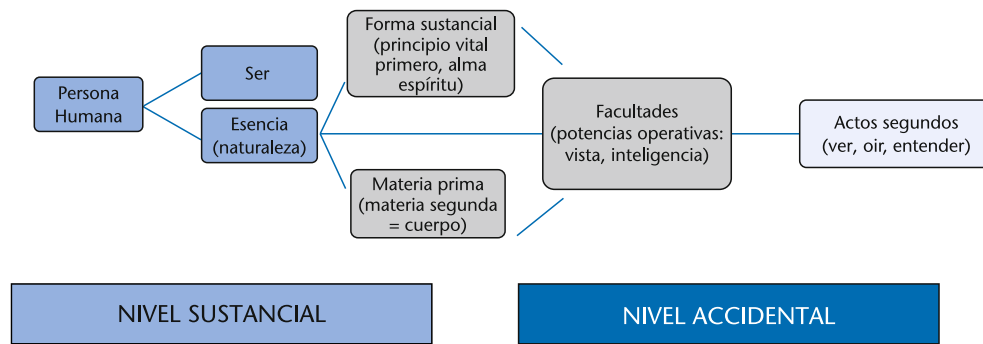 Persona
Humana
Ser
Esencia
(naturaleza)
Forma sustancial
(principio vital
primero, alma
espíritu)
Materia prima
(materia segunda
= cuerpo)
Facultades
(potencias operativas:
vista, inteligencia)
Actos segundos
(ver, oir, entender)
NIVEL SUSTANCIAL
NIVEL ACCIDENTAL